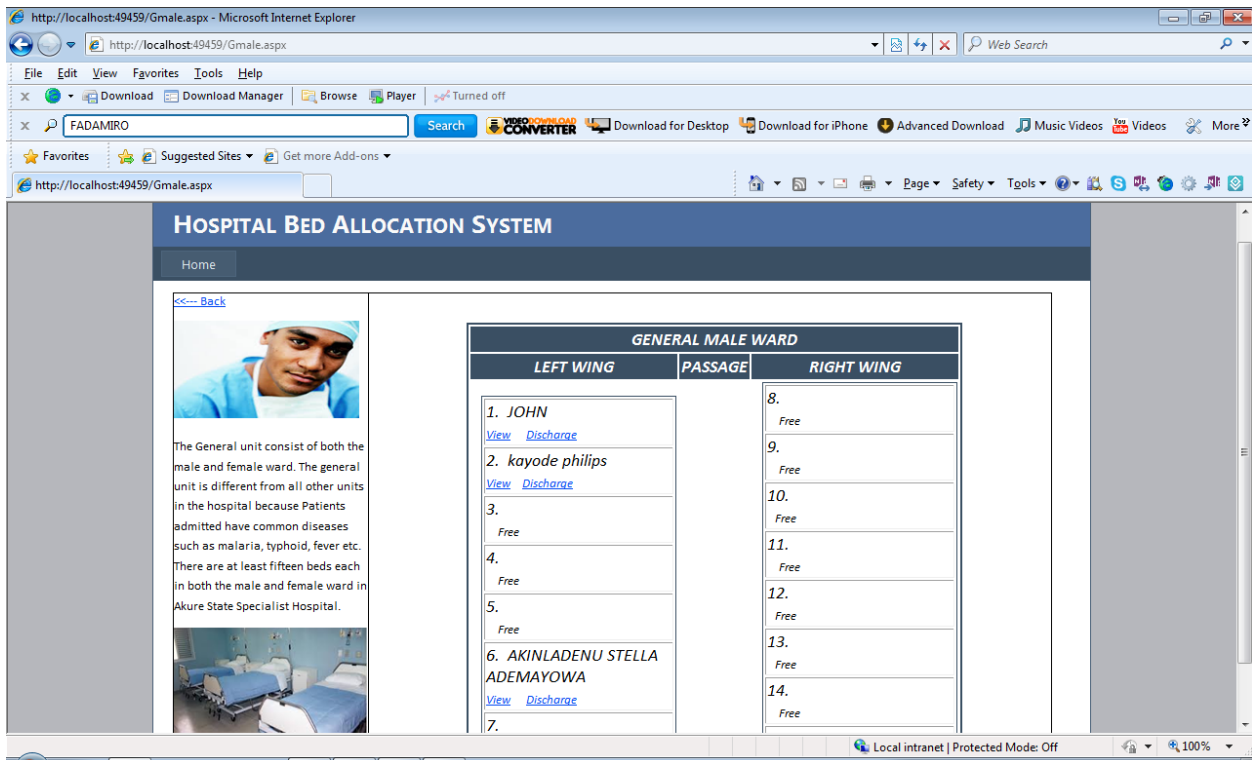 http://localhost:49459/Gmale.aspx - Microsoft Internet Explorer
http://localhost:49459/Gmale.aspx
Web Search
File Edit View Favorites Tools Help
x Download Download Manager Browse Player Turned off
x FADAMIRO Search VIDEO DOWNLOAD CONVERTER Download for Desktop Download for iPhone Advanced Download Music Videos You Tube Videos More
Favorites Suggested Sites Get more Add-ons
http://localhost:49459/Gmale.aspx
Page Safety Tools
HOSPITAL BED ALLOCATION SYSTEM
Home
<<--- Back
The General unit consist of both the
male and female ward. The general
unit is different from all other units
in the hospital because Patients
admitted have common diseases
such as malaria, typhoid, fever etc.
There are at least fifteen beds each
in both the male and female ward in
Akure State Specialist Hospital.
GENERAL MALE WARD
LEFT WING PASSAGE RIGHT WING
1. JOHN
View Discharge
2. kayode philips
View Discharge
3.
Free
4.
Free
5.
Free
6. AKINLADENU STELLA
ADEMAYOWA
View Discharge
7.
8.
Free
9.
Free
10.
Free
11.
Free
12.
Free
13.
Free
14.
Free
Local intranet | Protected Mode: Off
100%